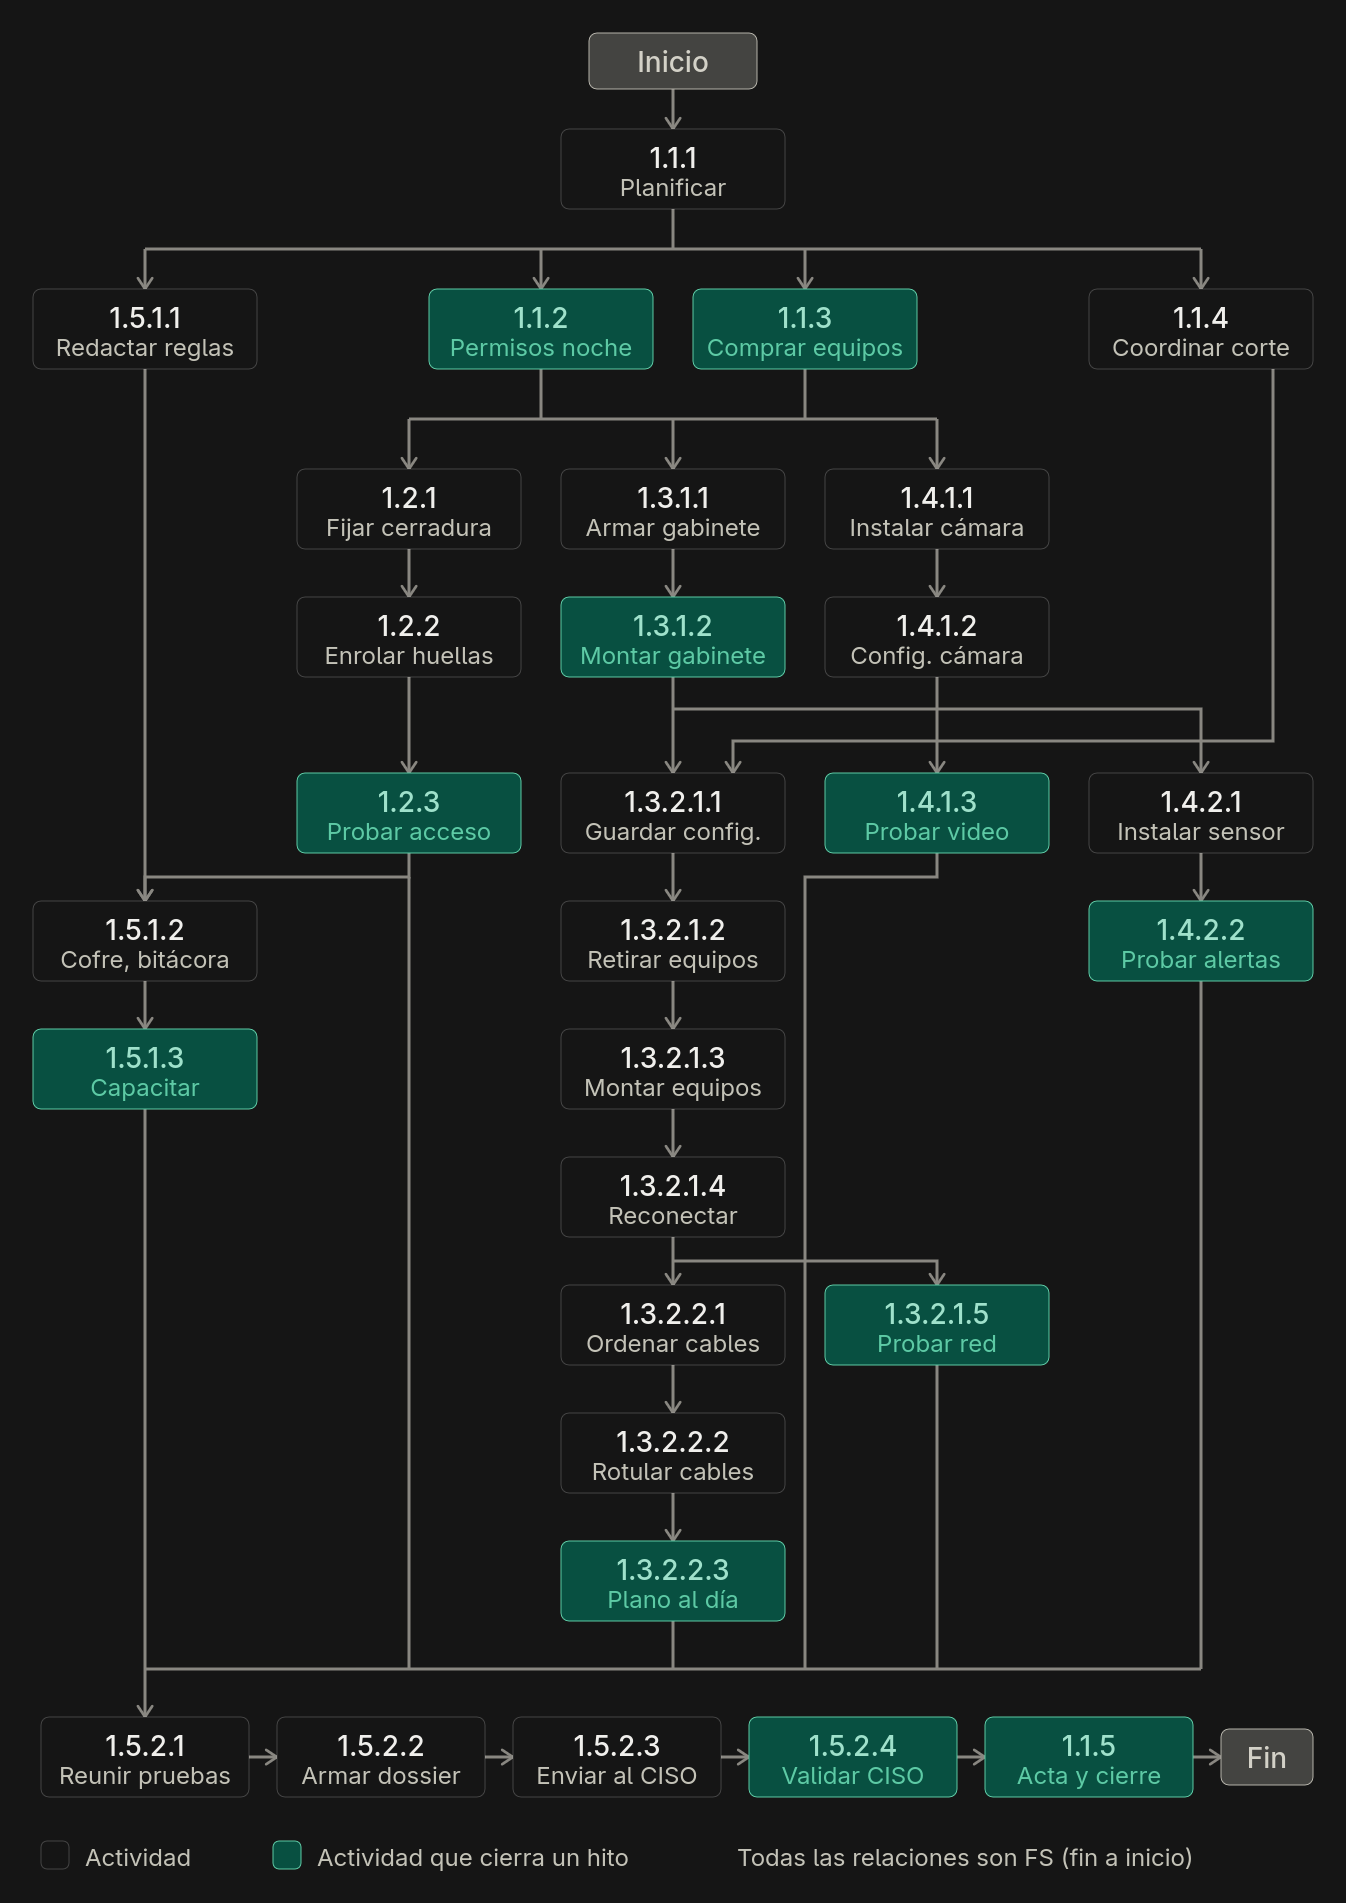 Inicio
1.1.1
Planificar
1.5.1.1
Redactar reglas
1.1.2
Permisos noche
1.1.3
Comprar equipos
1.1.4
Coordinar corte
1.2.1
Fijar cerradura
1.3.1.1
Armar gabinete
1.4.1.1
Instalar cámara
1.2.2
Enrolar huellas
1.3.1.2
Montar gabinete
1.4.1.2
Config. cámara
1.2.3
Probar acceso
1.3.2.1.1
Guardar config.
1.4.1.3
Probar video
1.4.2.1
Instalar sensor
1.5.1.2
Cofre, bitácora
1.3.2.1.2
Retirar equipos
1.4.2.2
Probar alertas
1.5.1.3
Capacitar
1.3.2.1.3
Montar equipos
1.3.2.1.4
Reconectar
1.3.2.2.1
Ordenar cables
1.3.2.1.5
Probar red
1.3.2.2.2
Rotular cables
1.3.2.2.3
Plano al día
1.5.2.1
Reunir pruebas
1.5.2.2
Armar dossier
1.5.2.3
Enviar al CISO
1.5.2.4
Validar CISO
1.1.5
Acta y cierre
Fin
Actividad
Actividad que cierra un hito
Todas las relaciones son FS (fin a inicio)